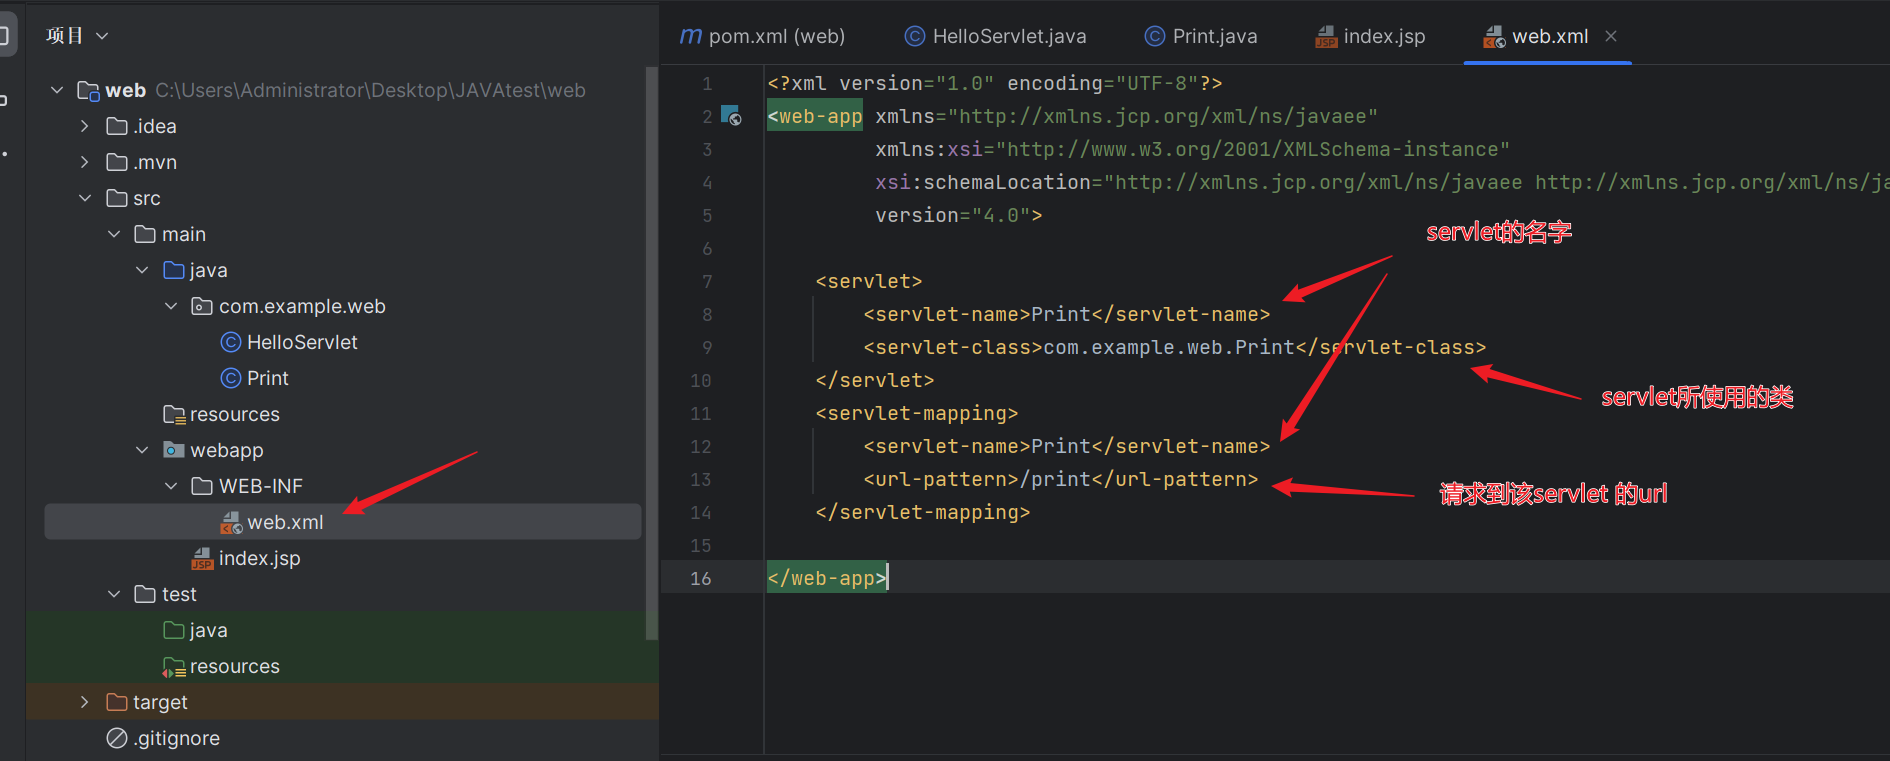 项目
web C:\Users\Administrator\Desktop\JAVAtest\web
.idea
.mvn
src
main
java
com.example.web
HelloServlet
Print
resources
webapp
WEB-INF
web.xml
index.jsp
test
java
resources
target
.gitignore
pom.xml (web) HelloServlet.java Print.java index.jsp web.xml
1 <?xml version="1.0" encoding="UTF-8"?>
2 <web-app xmlns="http://xmlns.jcp.org/xml/ns/javaee"
3 xmlns:xsi="http://www.w3.org/2001/XMLSchema-instance"
4 xsi:schemaLocation="http://xmlns.jcp.org/xml/ns/javaee http://xmlns.jcp.org/xml/ns/ja
5 version="4.0">
6
servlet的名字
7 <servlet>
8 <servlet-name>Print</servlet-name>
9 <servlet-class>com.example.web.Print</servlet-class>
10 </servlet>
servlet所使用的类
11 <servlet-mapping>
12 <servlet-name>Print</servlet-name>
13 <url-pattern>/print</url-pattern>
请求到该servlet 的url
14 </servlet-mapping>
15
16 </web-app>